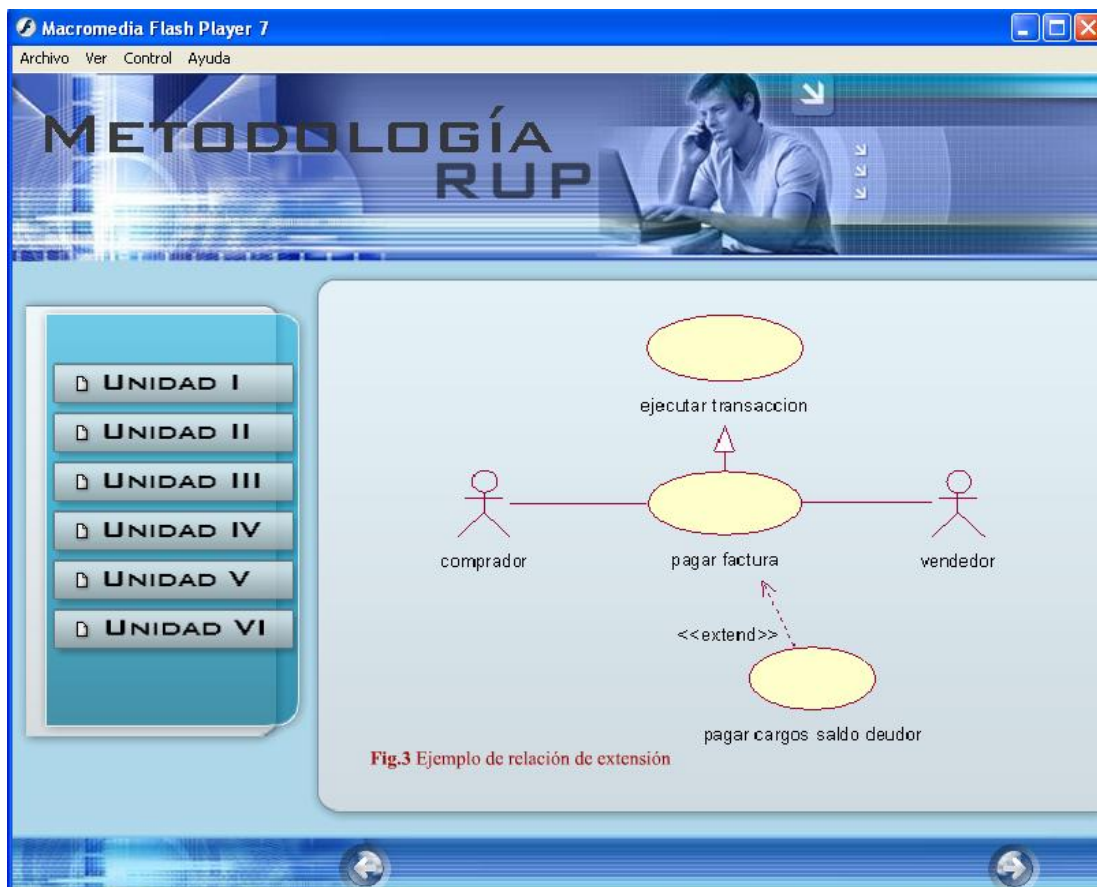 Macromedia Flash Player 7
Archivo Ver Control Ayuda
METODOLOGÍA
RUP
UNIDAD I
UNIDAD II
UNIDAD III
UNIDAD IV
UNIDAD V
UNIDAD VI
ejecutar transaccion
comprador
pagar factura
vendedor
<<extend>>
pagar cargos saldo deudor
Fig.3 Ejemplo de relación de extensión